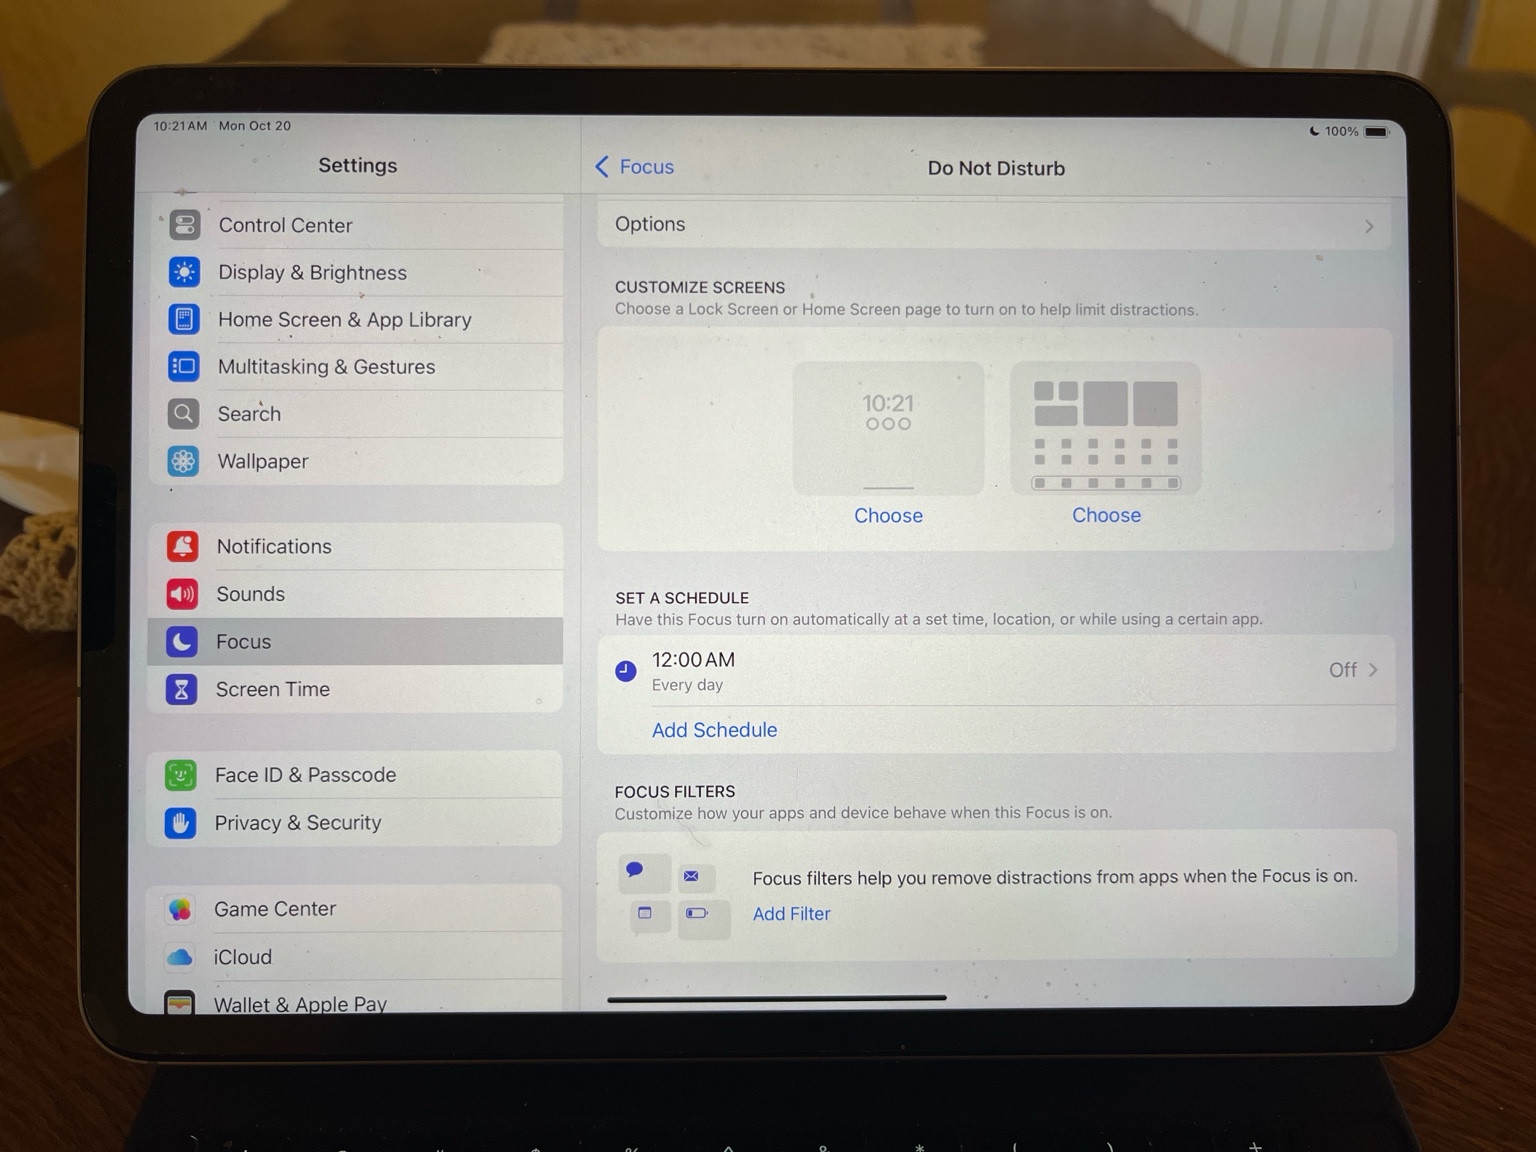 10:21 AM Mon Oct 20
100%
Settings
Control Center
Display & Brightness
Home Screen & App Library
Multitasking & Gestures
Search
Wallpaper
Notifications
Sounds
Focus
Screen Time
Face ID & Passcode
Privacy & Security
Game Center
iCloud
Wallet & Apple Pay
Focus
Do Not Disturb
Options
CUSTOMIZE SCREENS
Choose a Lock Screen or Home Screen page to turn on to help limit distractions.
10:21
Choose
Choose
SET A SCHEDULE
Have this Focus turn on automatically at a set time, location, or while using a certain app.
12:00 AM
Off
Every day
Add Schedule
FOCUS FILTERS
Customize how your apps and device behave when this Focus is on.
Focus filters help you remove distractions from apps when the Focus is on.
Add Filter